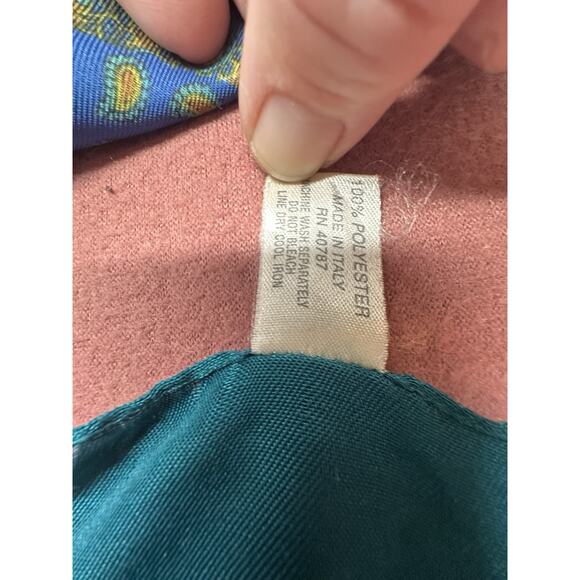 100% POLYESTER
MADE IN ITALY
RN 40787
MACHINE WASH SEPARATELY
DO NOT BLEACH
LINE DRY COOL IRON